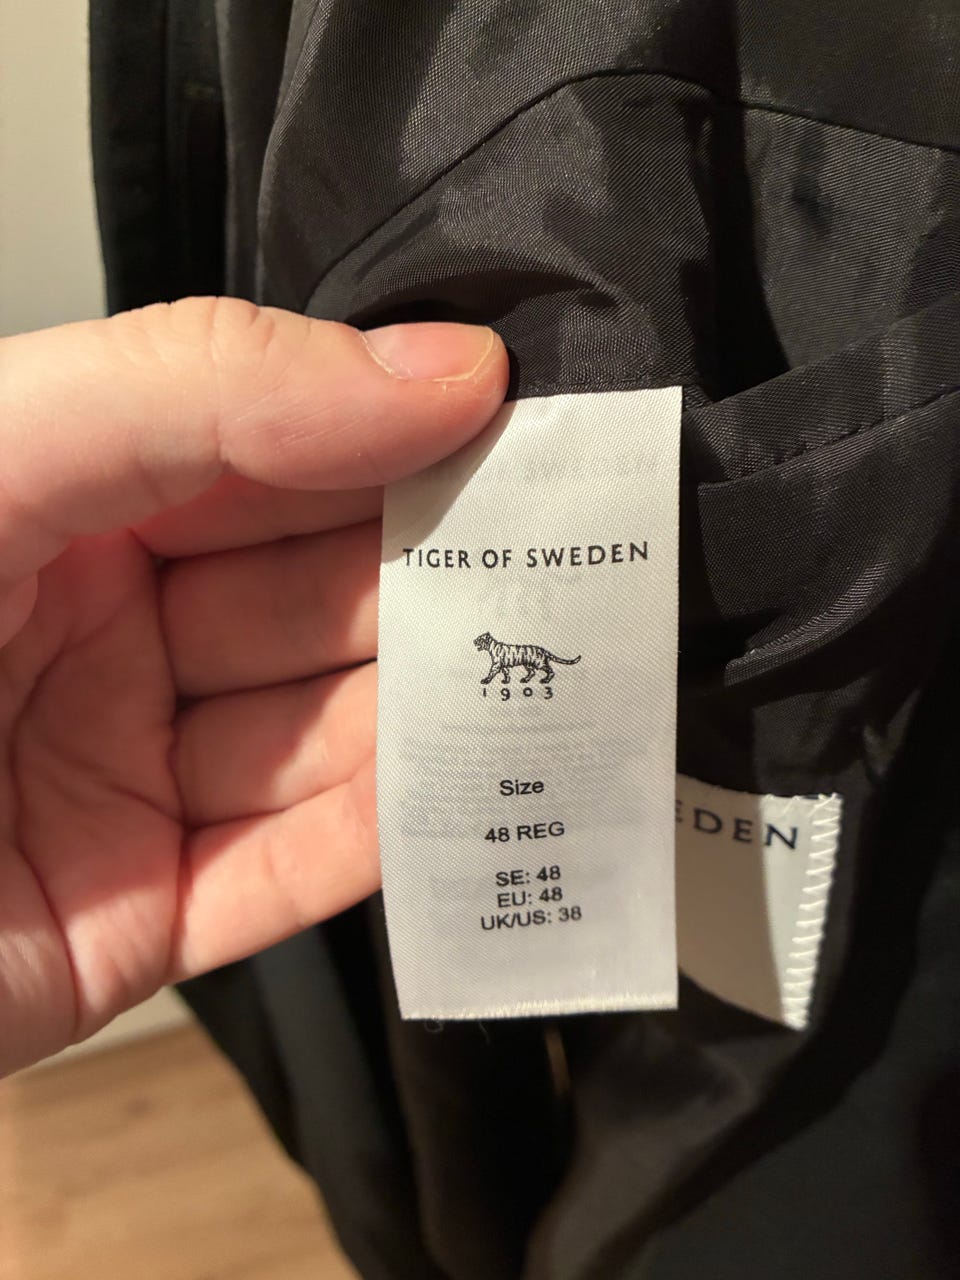 TIGER OF SWEDEN
1903
Size
48 REG
SE: 48
EU: 48
UK/US: 38
EDEN